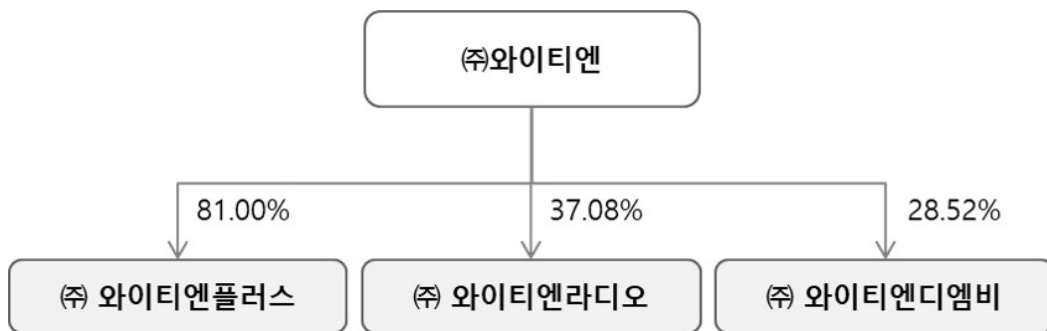 ㈜와이티엔
81.00%
37.08%
28.52%
㈜ 와이티엔플러스
㈜ 와이티엔라디오
㈜ 와이티엔디엠비